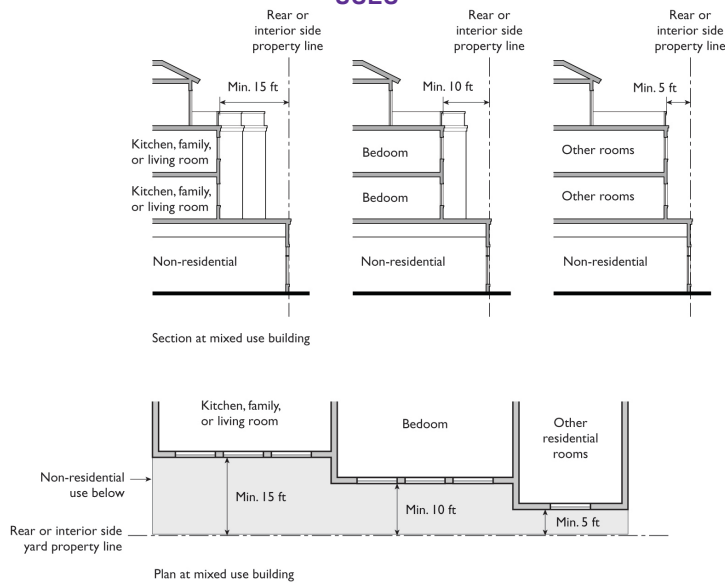 Rear or
interior side
property line
Rear or
interior side
property line
Rear or
interior side
property line
Min. 15 ft
Min. 10 ft
Min. 5 ft
Kitchen, family,
or living room
Bedoom
Other rooms
Kitchen, family,
or living room
Bedoom
Other rooms
Non-residential
Non-residential
Non-residential
Section at mixed use building
Kitchen, family,
or living room
Bedoom
Other
residential
rooms
Non-residential
use below
Min. 15 ft
Min. 10 ft
Min. 5 ft
Rear or interior side
yard property line
Plan at mixed use building